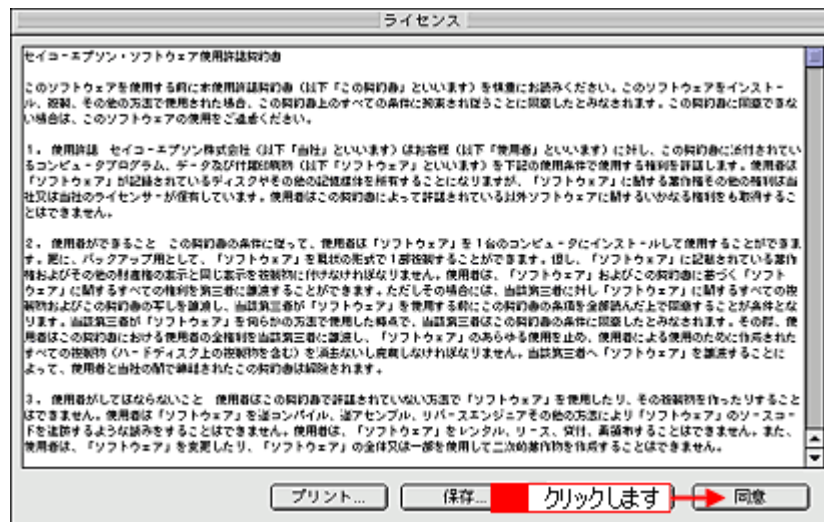 ライセンス
セイコーエプソン・ソフトウェア使用許諾契約書
このソフトウェアを使用する前に本使用許諾契約書（以下「この契約書」といいます）を慎重にお読みください。このソフトウェアをインストー
ル、複製、その他の方法で使用された場合、この契約書上のすべての条件に拘束され従うことに同意したとみなされます。この契約書に同意できな
い場合は、このソフトウェアの使用をご遠慮ください。
1. 使用許諾　セイコーエプソン株式会社（以下「当社」といいます）はお客様（以下「使用者」といいます）に対し、この契約書に添付されてい
るコンピュータプログラム、データ及び付属印刷物（以下「ソフトウェア」といいます）を下記の使用条件で使用する権利を許諾します。使用者は
「ソフトウェア」が記録されているディスクやその他の記憶媒体を所有することになりますが、「ソフトウェア」に関する著作権その他の権利は当
社又は当社のライセンサーが保有しています。使用者はこの契約書によって許諾されている以外ソフトウェアに関するいかなる権利をも取得するこ
とはできません。
2. 使用者ができること　この契約書の条件に従って、使用者は「ソフトウェア」を1台のコンピュータにインストールして使用することができま
す。更に、バックアップ用として、「ソフトウェア」を現状の形式で1部複製することができます。但し、「ソフトウェア」に記載されている著作
権およびその他の財産権の表示と同じ表示を複製物に付けなければなりません。使用者は、「ソフトウェア」およびこの契約書に基づく「ソフト
ウェア」に関するすべての権利を第三者に譲渡することができます。ただしその場合には、当該第三者に対し「ソフトウェア」に関するすべての複
製物およびこの契約書の写しを譲渡し、当該第三者が「ソフトウェア」を使用する前にこの契約書の条項を全部読んだ上で同意することが条件とな
ります。当該第三者が「ソフトウェア」を何らかの方法で使用した時点で、当該第三者はこの契約書の条件に同意したとみなされます。その際、使
用者はこの契約書における使用者の全権利を当該第三者に譲渡し、「ソフトウェア」のあらゆる使用を止め、使用者による使用のために作成された
すべての複製物（ハードディスク上の複製物を含む）を消去ないし廃棄しなければなりません。当該第三者へ「ソフトウェア」を譲渡することに
よって、使用者と当社の間で締結されたこの契約書は解除されます。
3. 使用者がしてはならないこと　使用者はこの契約書で許諾されていない方法で「ソフトウェア」を使用したり、その複製物を作ったりすること
はできません。使用者は「ソフトウェア」を逆コンパイル、逆アセンブル、リバースエンジニアその他の方法により「ソフトウェア」のソースコー
ドを追跡するような試みをすることはできません。使用者は、「ソフトウェア」をレンタル、リース、貸付、再頒布することはできません。また、
使用者は、「ソフトウェア」を変更したり、「ソフトウェア」の全体又は一部を使用して二次的著作物を作成することはできません。
プリント... 保存... クリックします 同意